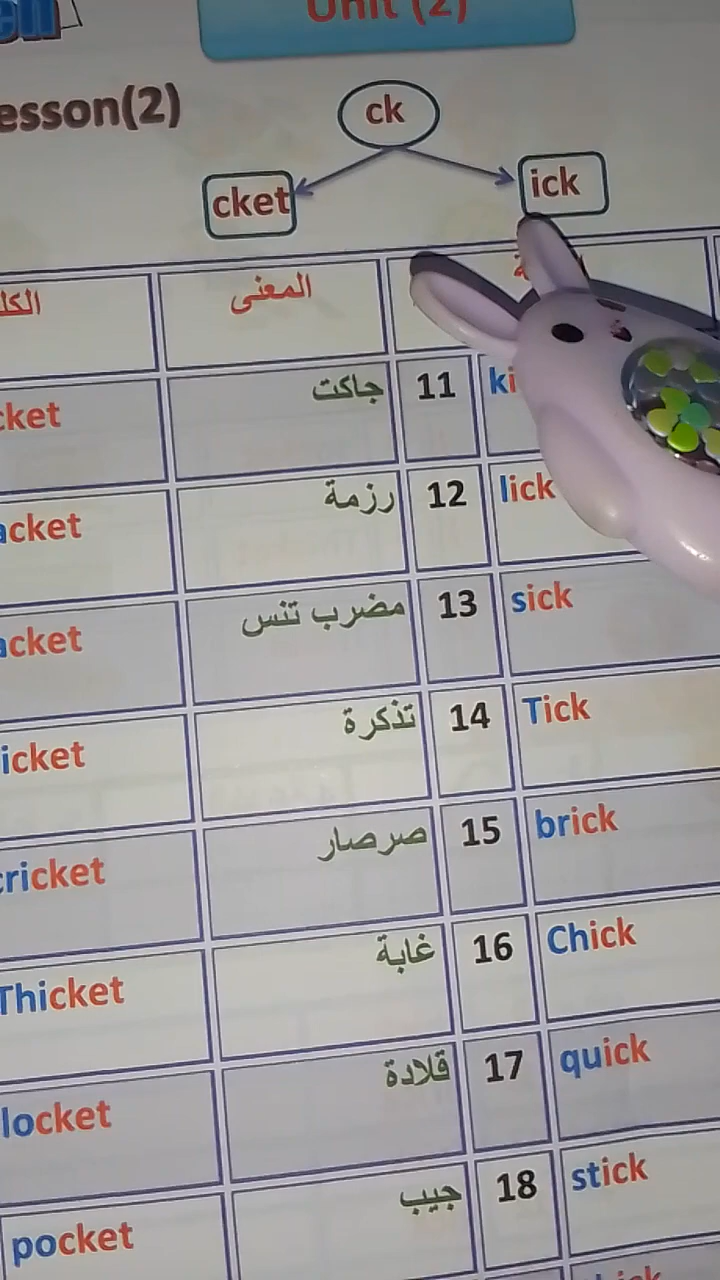 Unit (2)
esson(2)
ck
cket
ick
المعنى
cket
جاكت
11
ki
acket
رزمة
12
lick
acket
مضرب تنس
13
sick
icket
تذكرة
14
Tick
cricket
صرصار
15
brick
Thicket
غابة
16
Chick
locket
قلادة
17
quick
pocket
جيب
18
stick